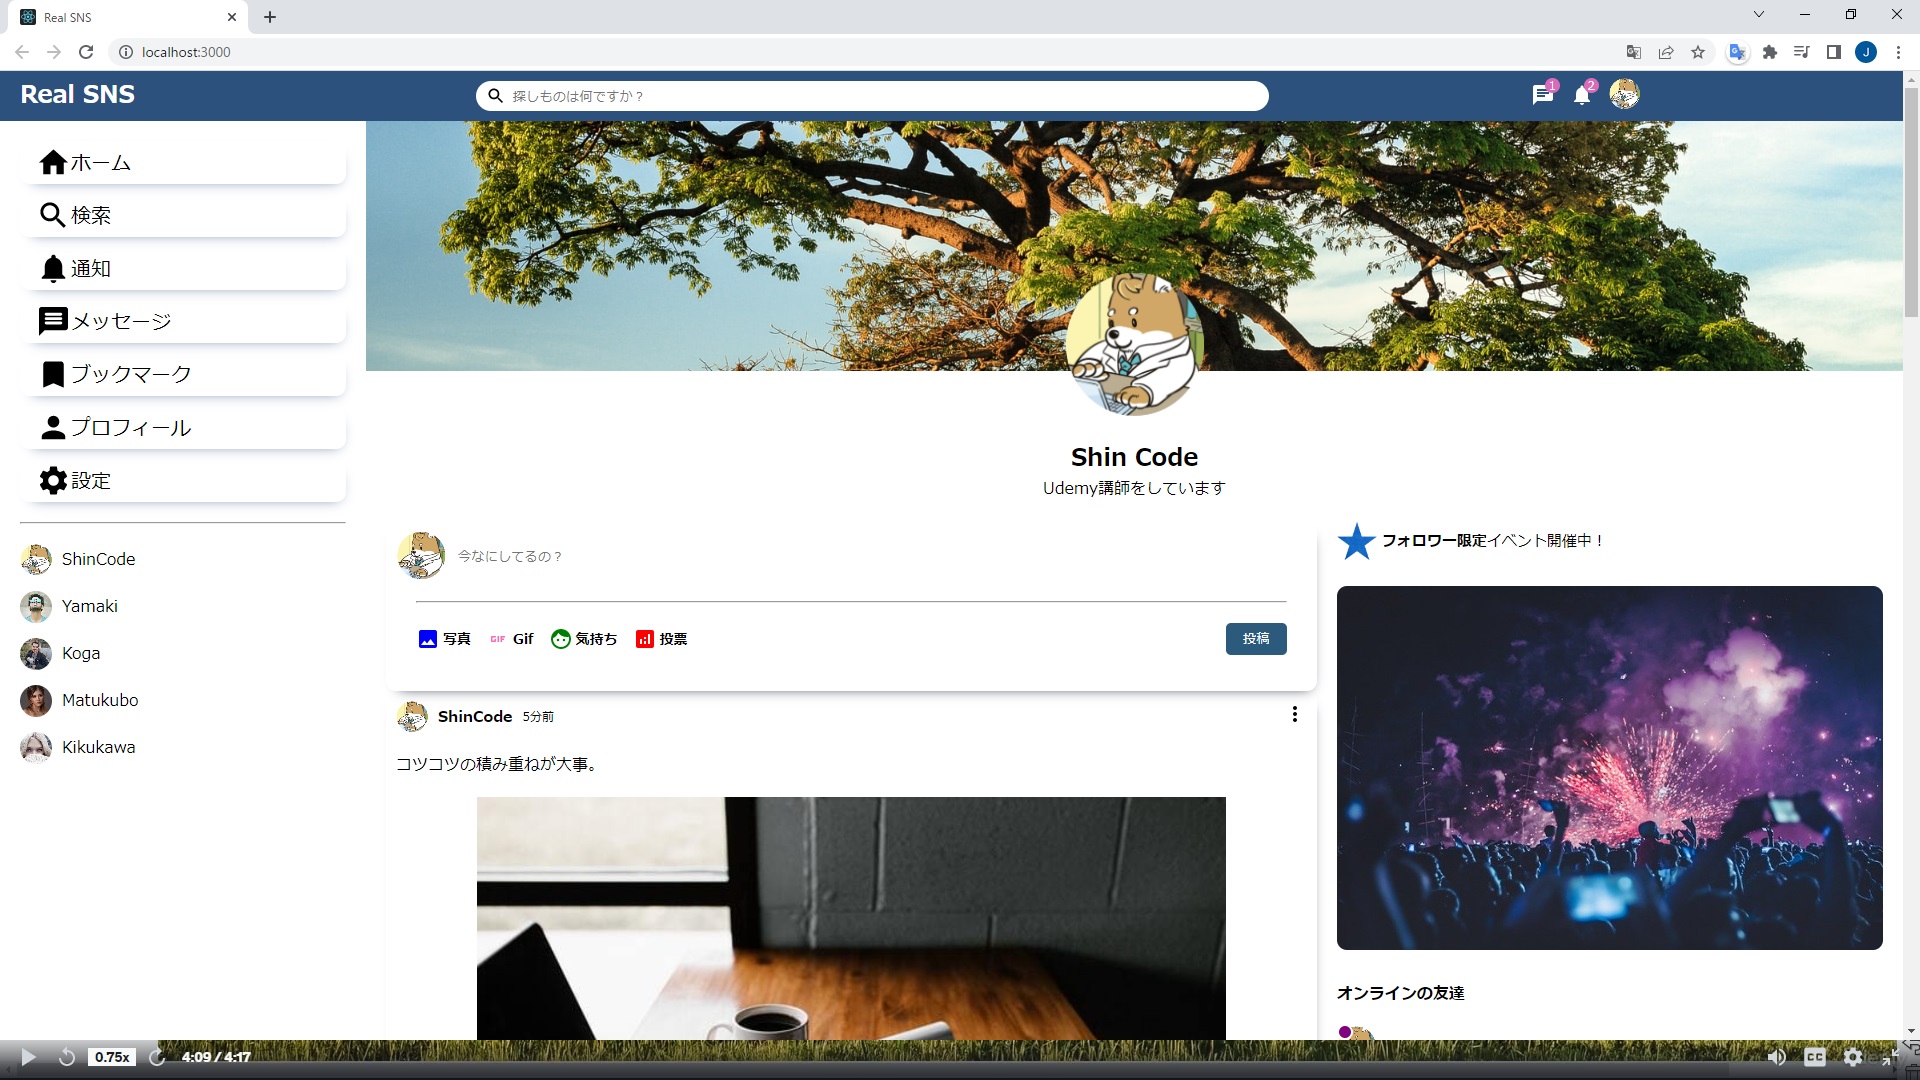 Real SNS
localhost:3000
J
Real SNS
探しものは何ですか？
1
2
ホーム
検索
通知
メッセージ
ブックマーク
プロフィール
設定
ShinCode
Yamaki
Koga
Matukubo
Kikukawa
Shin Code
Udemy講師をしています
今なにしてるの？
写真
GIF
Gif
気持ち
投票
投稿
ShinCode 5分前
コツコツの積み重ねが大事。
フォロワー限定イベント開催中！
オンラインの友達
0.75x
4:09 / 4:17
CC